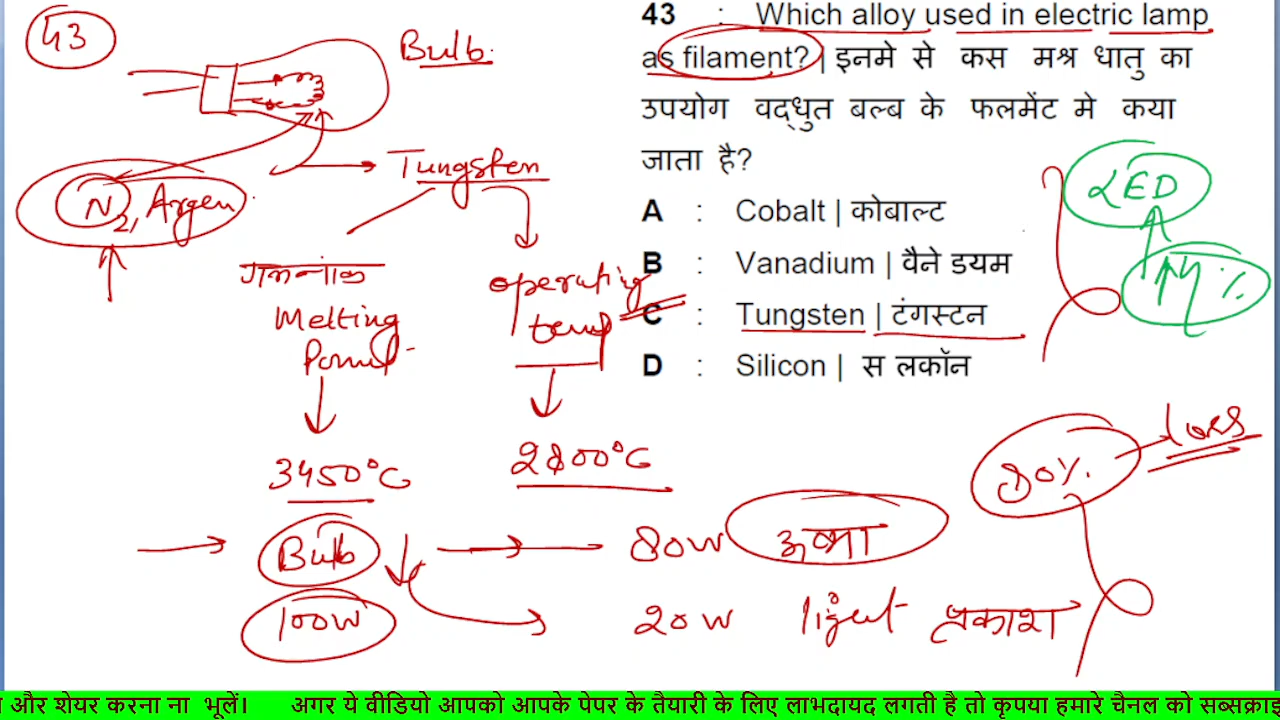 43
Bulb.
N2, Argen
Tungsten
गलनांक
Melting
Point
3450°C
operating
temp
2800°C
Bulb
100W
80W ऊष्मा
20W light प्रकाश
43 : Which alloy used in electric lamp
as filament? | इनमे से कस मश्र धातु का
उपयोग वद्धुत बल्ब के फलमेंट मे कया
जाता है?
A : Cobalt | कोबाल्ट
B : Vanadium | वैने डयम
C : Tungsten | टंगस्टन
D : Silicon | स लकॉन
LED
80% Loss
और शेयर करना ना भूलें। अगर ये वीडियो आपको आपके पेपर के तैयारी के लिए लाभदायद लगती है तो कृपया हमारे चैनल को सब्सक्राइ